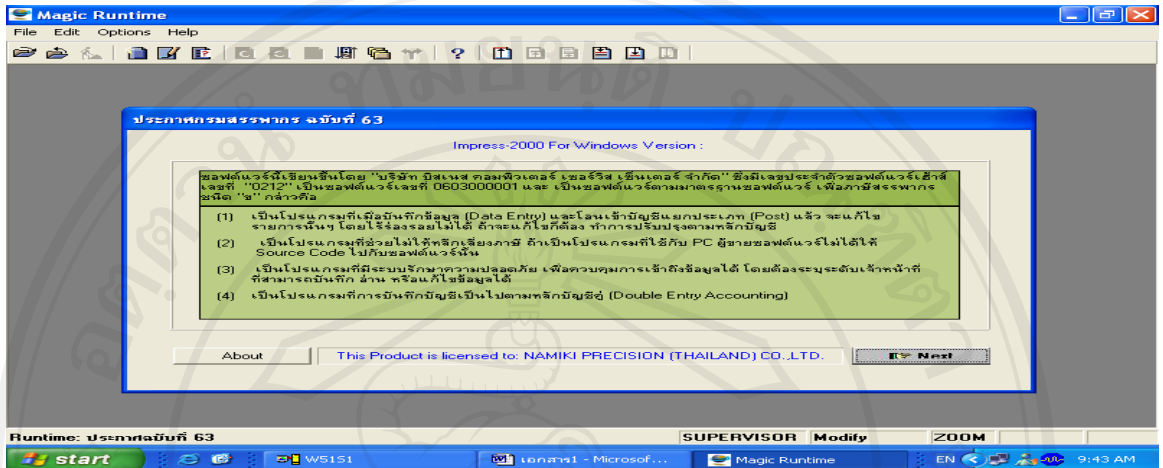 Magic Runtime
File Edit Options Help
ประกาศกรมสรรพากร ฉบับที่ 63
Impress-2000 For Windows Version :
ซอฟต์แวร์นี้เขียนขึ้นโดย "บริษัท บิสเนส คอมพิวเตอร์ เซอร์วิส เซ็นเตอร์ จำกัด" ซึ่งมีเลขประจำตัวซอฟต์แวร์เฮ้าส์
เลขที่ "0212" เป็นซอฟต์แวร์เลขที่ 0603000001 และ เป็นซอฟต์แวร์ตามมาตรฐานซอฟต์แวร์ เพื่อภาษีสรรพากร
ชนิด "ข" กล่าวคือ
(1) เป็นโปรแกรมที่เมื่อบันทึกข้อมูล (Data Entry) และโอนเข้าบัญชีแยกประเภท (Post) แล้ว จะแก้ไข
รายการนั้นๆ โดยไร้ร่องรอยไม่ได้ ถ้าจะแก้ไขก็ต้อง ทำการปรับปรุงตามหลักบัญชี
(2) เป็นโปรแกรมที่ช่วยไม่ให้หลีกเลี่ยงภาษี ถ้าเป็นโปรแกรมที่ใช้กับ PC ผู้ขายซอฟต์แวร์ไม่ได้ให้
Source Code ไปกับซอฟต์แวร์นั้น
(3) เป็นโปรแกรมที่มีระบบรักษาความปลอดภัย เพื่อควบคุมการเข้าถึงข้อมูลได้ โดยต้องระบุระดับเจ้าหน้าที่
ที่สามารถบันทึก อ่าน หรือแก้ไขข้อมูลได้
(4) เป็นโปรแกรมที่การบันทึกบัญชีเป็นไปตามหลักบัญชีคู่ (Double Entry Accounting)
About This Product is licensed to: NAMIKI PRECISION (THAILAND) CO.,LTD. Next
Runtime: ประกาศฉบับที่ 63 SUPERVISOR Modify ZOOM
start W5151 เอกสาร1 - Microsof... Magic Runtime EN 9:43 AM